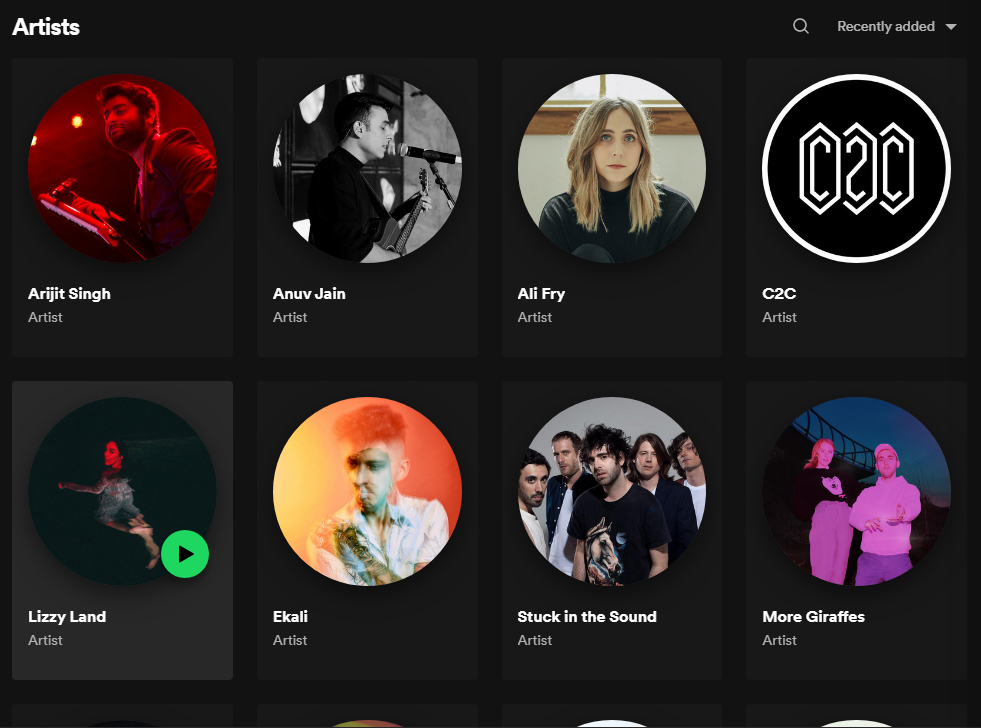 Artists
Recently added
C2C
Arijit Singh
Artist
Anuv Jain
Artist
Ali Fry
Artist
C2C
Artist
Lizzy Land
Artist
Ekali
Artist
Stuck in the Sound
Artist
More Giraffes
Artist